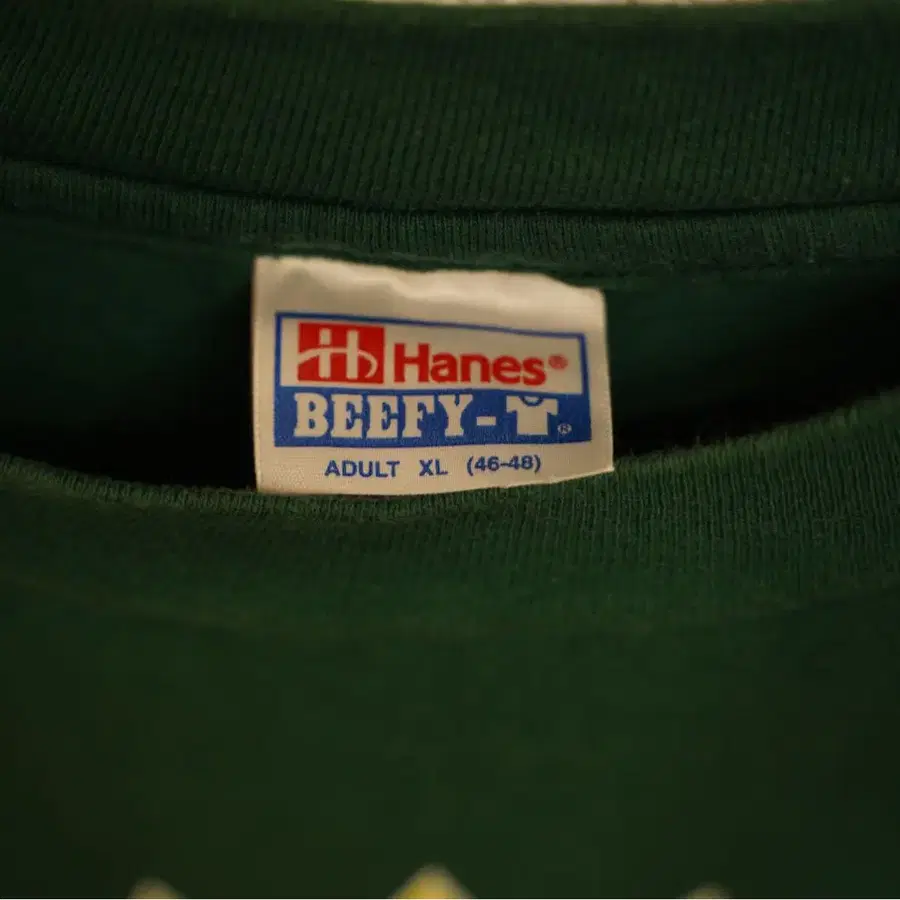 Hanes®
BEEFY-®
ADULT XL (46-48)